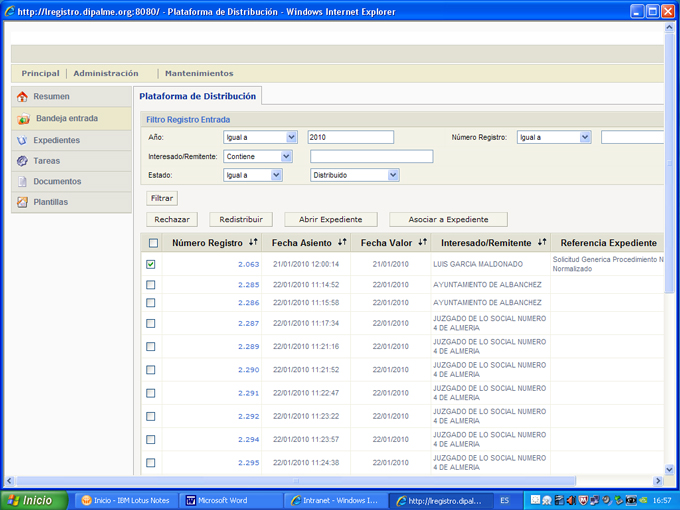 http://lregistro.dipalme.org:8080/ - Plataforma de Distribución - Windows Internet Explorer
Principal
Administración
Mantenimientos
Resumen
Bandeja entrada
Expedientes
Tareas
Documentos
Plantillas
Plataforma de Distribución
Filtro Registro Entrada
Año: Igual a 2010 Número Registro: Igual a
Interesado/Remitente: Contiene
Estado: Igual a Distribuido
Filtrar
Rechazar Redistribuir Abrir Expediente Asociar a Expediente
Número Registro Fecha Asiento Fecha Valor Interesado/Remitente Referencia Expediente
2.063 21/01/2010 12:00:14 21/01/2010 LUIS GARCIA MALDONADO Solicitud Generica Procedimiento N
Normalizado
2.285 22/01/2010 11:14:52 22/01/2010 AYUNTAMIENTO DE ALBANCHEZ
2.286 22/01/2010 11:15:58 22/01/2010 AYUNTAMIENTO DE ALBANCHEZ
2.287 22/01/2010 11:17:34 22/01/2010 JUZGADO DE LO SOCIAL NUMERO
4 DE ALMERIA
2.289 22/01/2010 11:21:16 22/01/2010 JUZGADO DE LO SOCIAL NUMERO
4 DE ALMERIA
2.290 22/01/2010 11:21:52 22/01/2010 JUZGADO DE LO SOCIAL NUMERO
4 DE ALMERIA
2.291 22/01/2010 11:22:47 22/01/2010 JUZGADO DE LO SOCIAL NUMERO
4 DE ALMERIA
2.292 22/01/2010 11:23:22 22/01/2010 JUZGADO DE LO SOCIAL NUMERO
4 DE ALMERIA
2.294 22/01/2010 11:23:57 22/01/2010 JUZGADO DE LO SOCIAL NUMERO
4 DE ALMERIA
2.295 22/01/2010 11:24:38 22/01/2010 JUZGADO DE LO SOCIAL NUMERO
4 DE ALMERIA
Inicio Inicio - IBM Lotus Notes Microsoft Word Intranet - Windows I... http://lregistro.dipal... ES 16:57